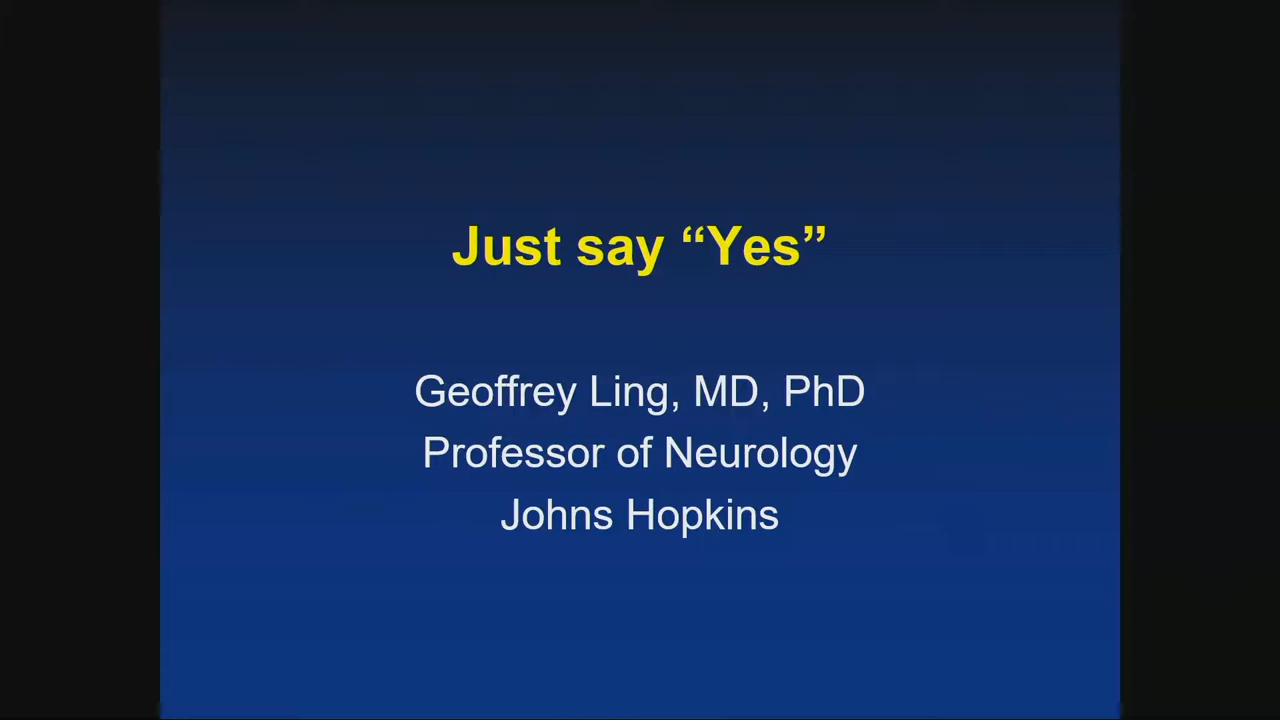 Just say “Yes”
Geoffrey Ling, MD, PhD
Professor of Neurology
Johns Hopkins